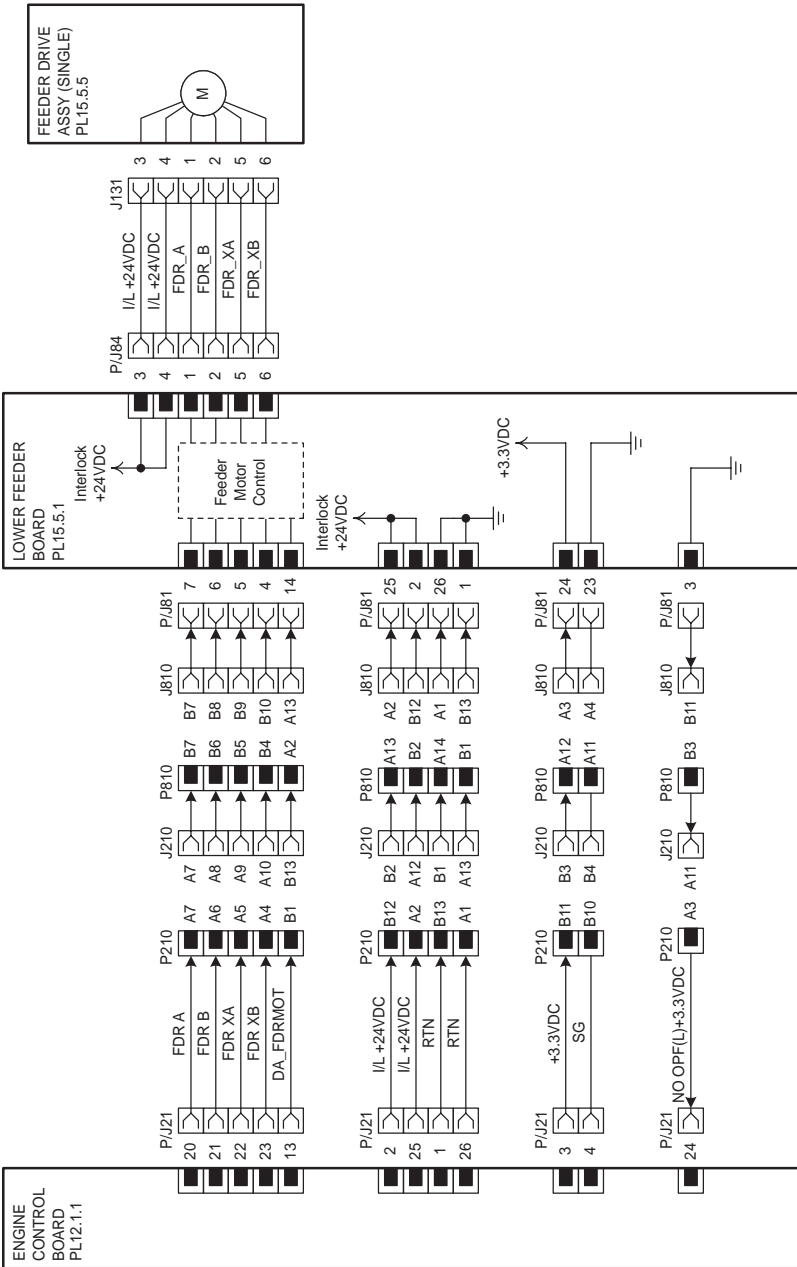 ENGINE
CONTROL
BOARD
PL12.1.1
P/J21
20
21
22
23
13
FDR A
FDR B
FDR XA
FDR XB
DA_FDRMOT
P210
A7
A6
A5
A4
B1
J210
A7
A8
A9
A10
B13
P810
B7
B6
B5
B4
A2
J810
B7
B8
B9
B10
A13
P/J81
7
6
5
4
14
P/J21
2
25
1
26
I/L +24VDC
I/L +24VDC
RTN
RTN
P210
B12
A2
B13
A1
J210
B2
A12
B1
A13
P810
A13
B2
A14
B1
J810
A2
B12
A1
B13
P/J81
25
2
26
1
P/J21
3
4
+3.3VDC
SG
P210
B11
B10
J210
B3
B4
P810
A12
A11
J810
A3
A4
P/J81
24
23
P/J21
24
NO OPF(L)+3.3VDC
P210
A3
J210
A11
P810
B3
J810
B11
P/J81
3
LOWER FEEDER
BOARD
PL15.5.1
Interlock
+24VDC
Feeder
Motor
Control
Interlock
+24VDC
+3.3VDC
P/J84
3
4
1
2
5
6
I/L +24VDC
I/L +24VDC
FDR_A
FDR_B
FDR_XA
FDR_XB
J131
3
4
1
2
5
6
FEEDER DRIVE
ASSY (SINGLE)
PL15.5.5
M